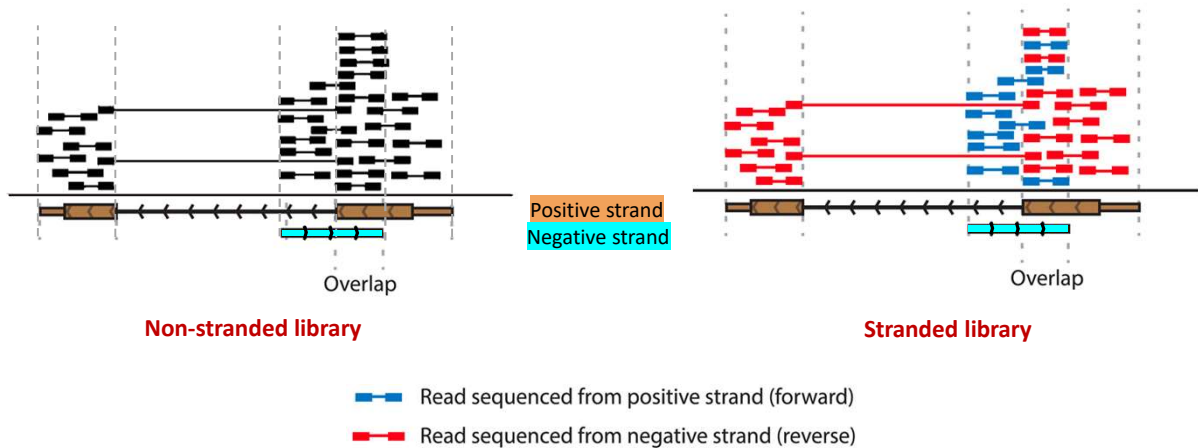 Positive strand
Negative strand
Overlap
Overlap
Non-stranded library
Stranded library
Read sequenced from positive strand (forward)
Read sequenced from negative strand (reverse)